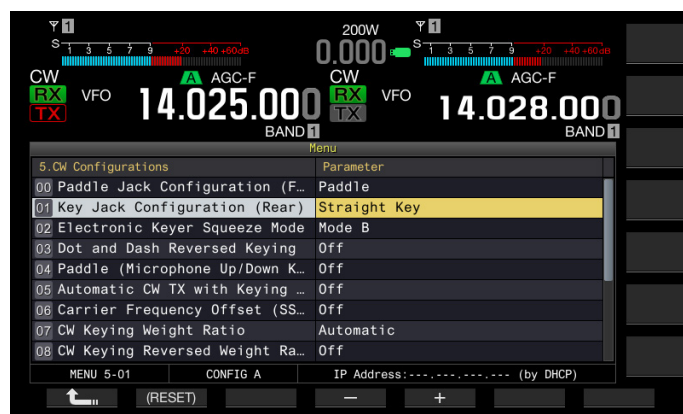 1 200W 1
S 1 3 5 7 9 +20 +40 +60dB 0.000 S 1 3 5 7 9 +20 +40 +60dB
CW A AGC-F CW A AGC-F
RX VFO 14.025.000 RX VFO 14.028.000
TX TX
BAND 1 BAND 1
Menu
5.CW Configurations Parameter
00 Paddle Jack Configuration (F… Paddle
01 Key Jack Configuration (Rear) Straight Key
02 Electronic Keyer Squeeze Mode Mode B
03 Dot and Dash Reversed Keying Off
04 Paddle (Microphone Up/Down K… Off
05 Automatic CW TX with Keying … Off
06 Carrier Frequency Offset (SS… Off
07 CW Keying Weight Ratio Automatic
08 CW Keying Reversed Weight Ra… Off
MENU 5-01 CONFIG A IP Address:---.---.---.--- (by DHCP)
(RESET) − +